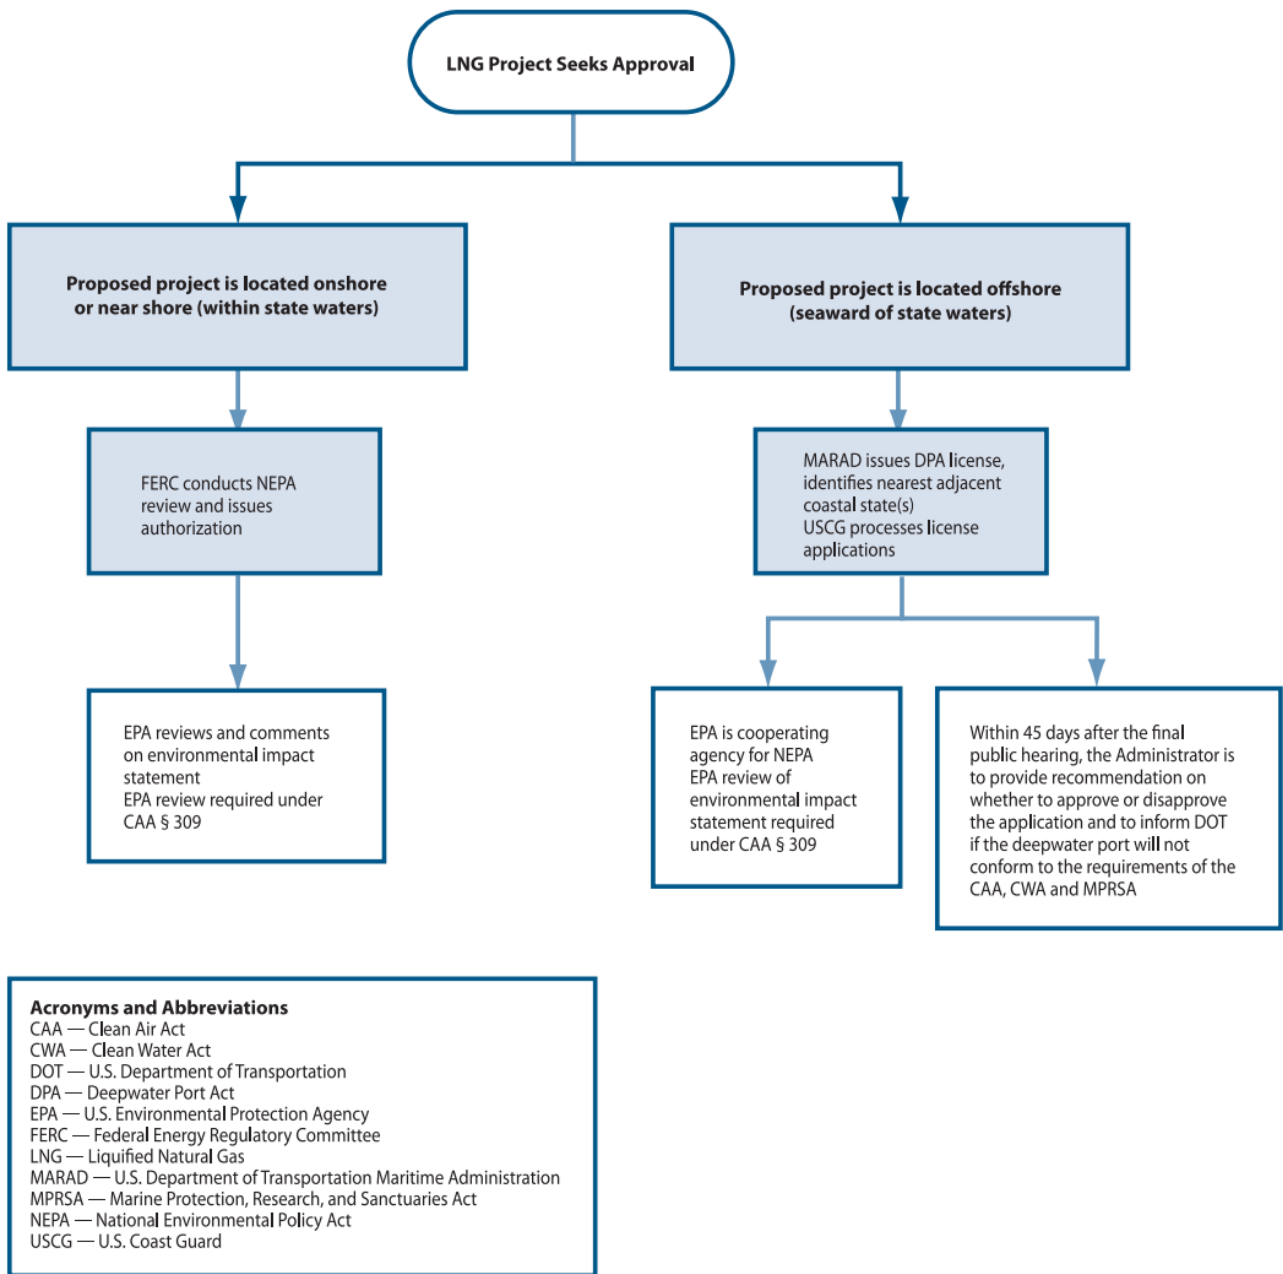 LNG Project Seeks Approval
Proposed project is located onshore
or near shore (within state waters)
Proposed project is located offshore
(seaward of state waters)
FERC conducts NEPA
review and issues
authorization
MARAD issues DPA license,
identifies nearest adjacent
coastal state(s)
USCG processes license
applications
EPA reviews and comments
on environmental impact
statement
EPA review required under
CAA § 309
EPA is cooperating
agency for NEPA
EPA review of
environmental impact
statement required
under CAA § 309
Within 45 days after the final
public hearing, the Administrator is
to provide recommendation on
whether to approve or disapprove
the application and to inform DOT
if the deepwater port will not
conform to the requirements of the
CAA, CWA and MPRSA
Acronyms and Abbreviations
CAA — Clean Air Act
CWA — Clean Water Act
DOT — U.S. Department of Transportation
DPA — Deepwater Port Act
EPA — U.S. Environmental Protection Agency
FERC — Federal Energy Regulatory Committee
LNG — Liquified Natural Gas
MARAD — U.S. Department of Transportation Maritime Administration
MPRSA — Marine Protection, Research, and Sanctuaries Act
NEPA — National Environmental Policy Act
USCG — U.S. Coast Guard